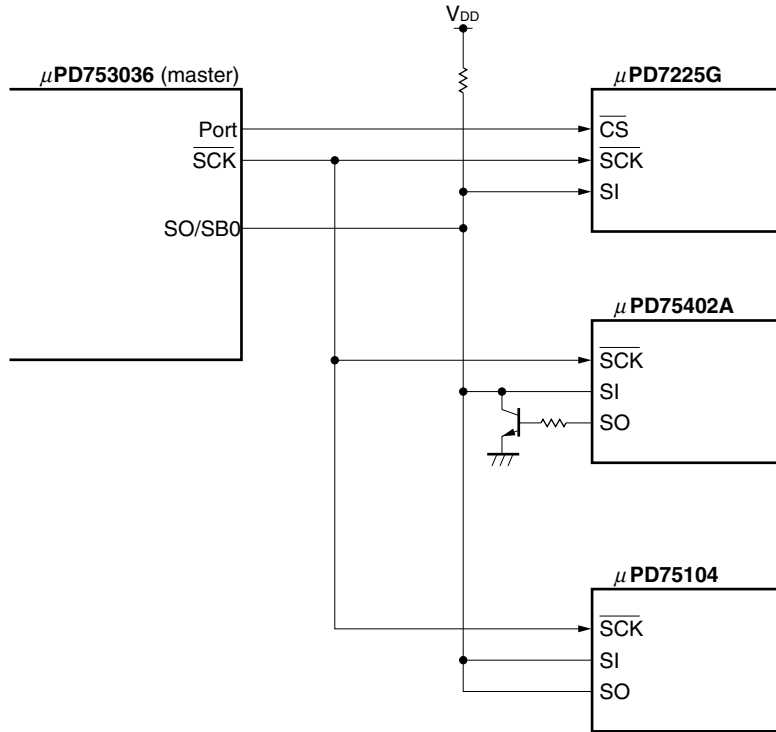 VDD
μPD753036 (master)
Port
SCK
SO/SB0
μPD7225G
CS
SCK
SI
μPD75402A
SCK
SI
SO
μPD75104
SCK
SI
SO